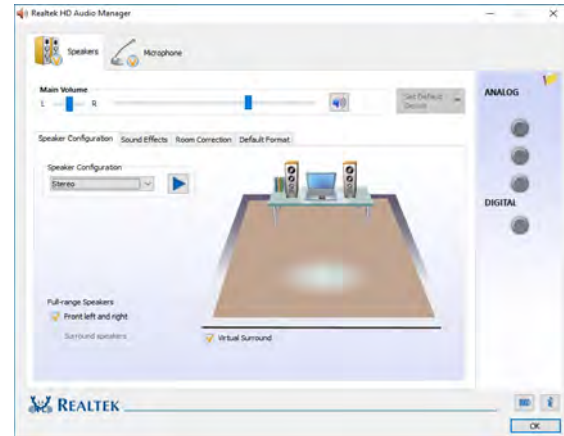 Realtek HD Audio Manager
Speakers
Microphone
Main Volume
L
R
Set Default
Device
ANALOG
Speaker Configuration
Sound Effects
Room Correction
Default Format
Speaker Configuration
Stereo
DIGITAL
Full-range Speakers
Front left and right
Surround speakers
Virtual Surround
REALTEK
OK